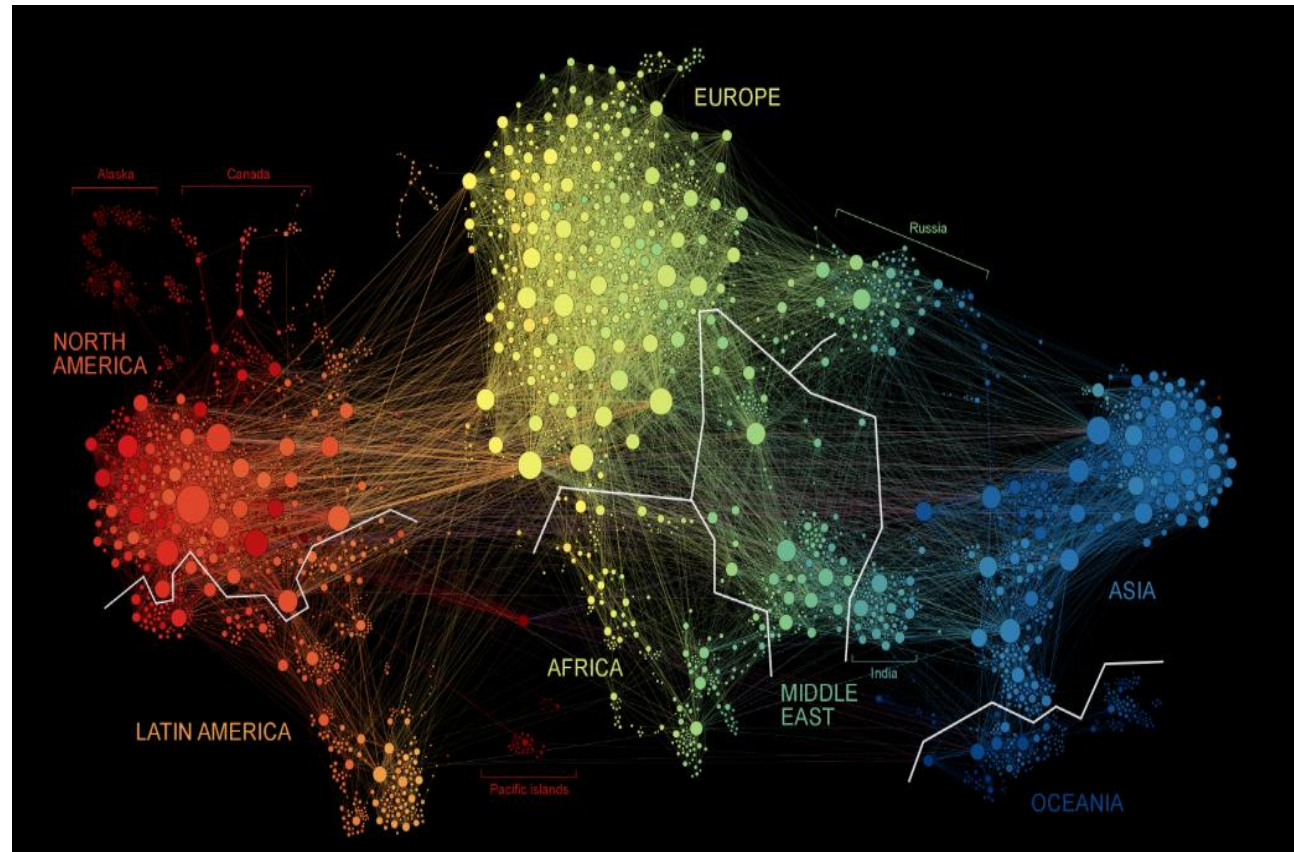 EUROPE
Alaska
Canada
Russia
NORTH
AMERICA
ASIA
AFRICA
India
MIDDLE
EAST
LATIN AMERICA
Pacific islands
OCEANIA